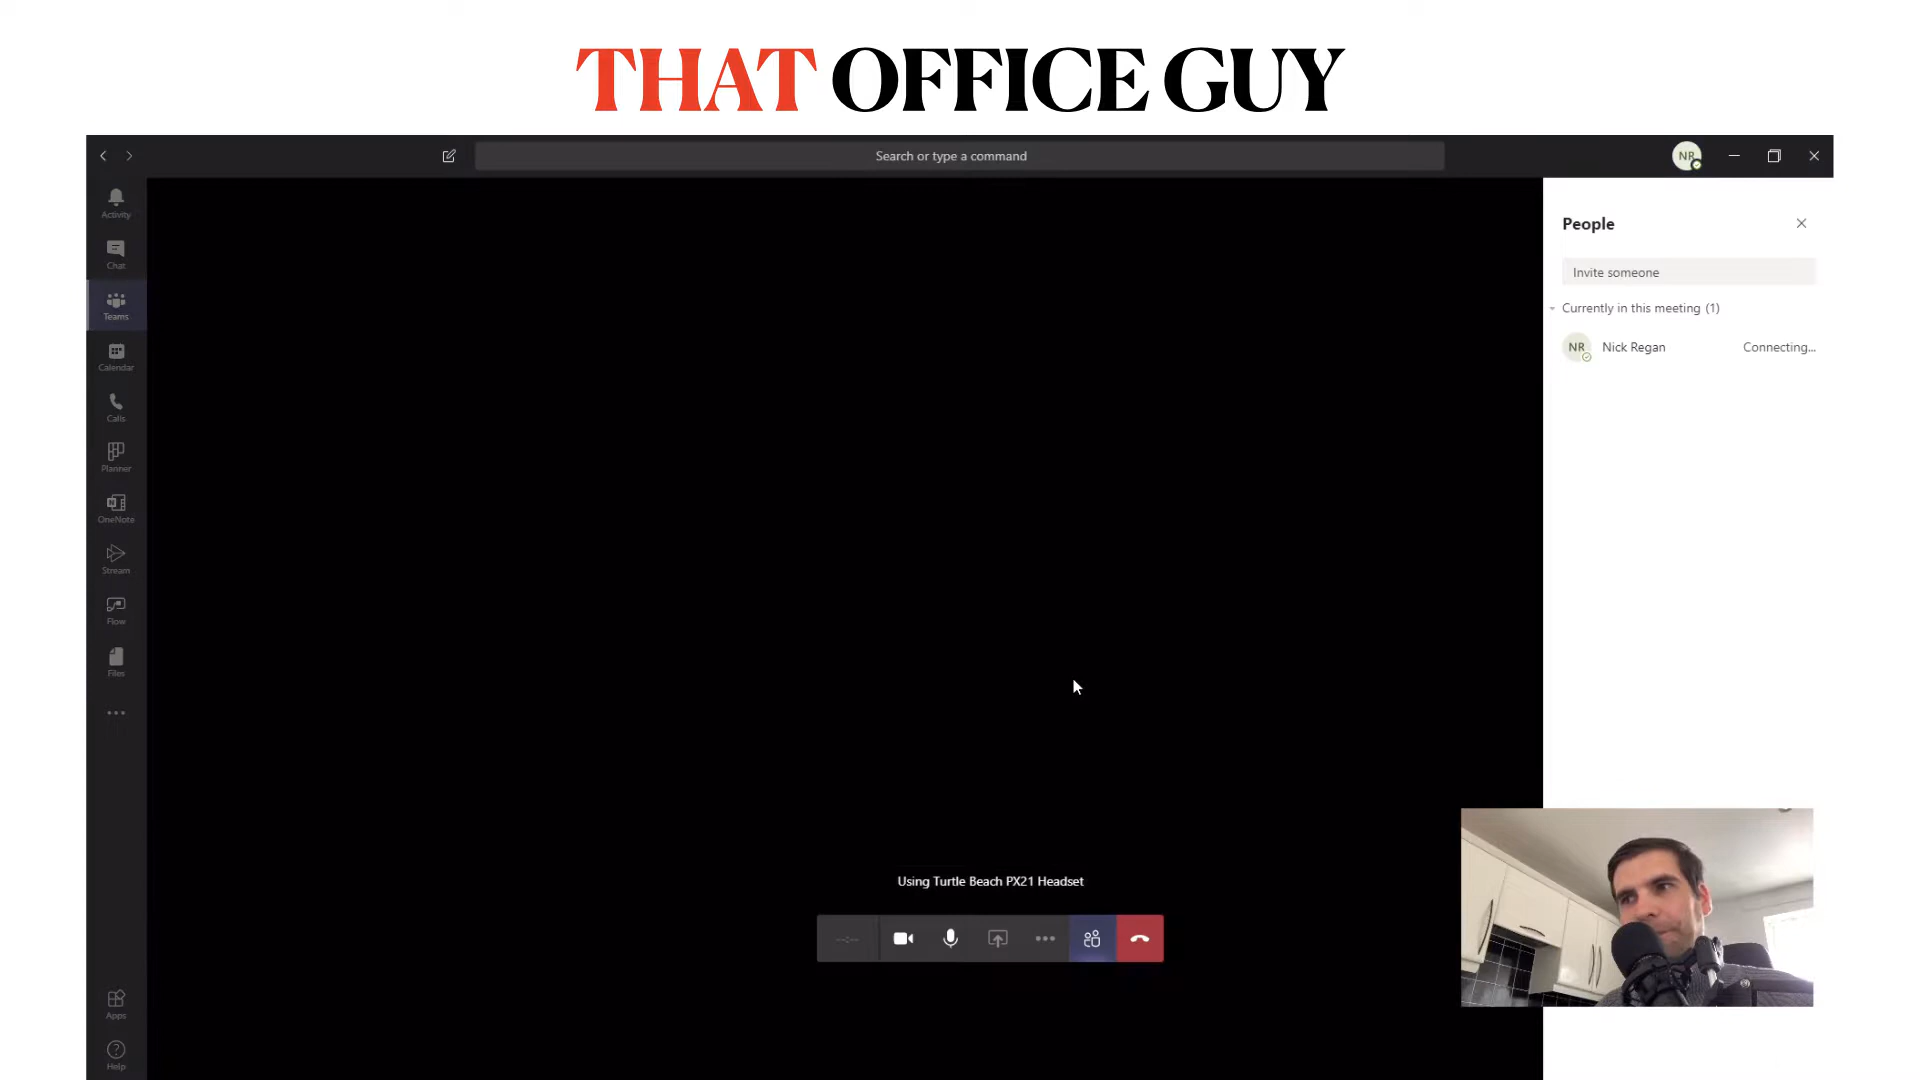 THAT OFFICE GUY
Search or type a command
NR
Activity
Chat
Teams
Calendar
Calls
Planner
OneNote
Stream
Flow
Files
Apps
Help
People
Invite someone
Currently in this meeting (1)
NR Nick Regan Connecting...
Using Turtle Beach PX21 Headset
--:--